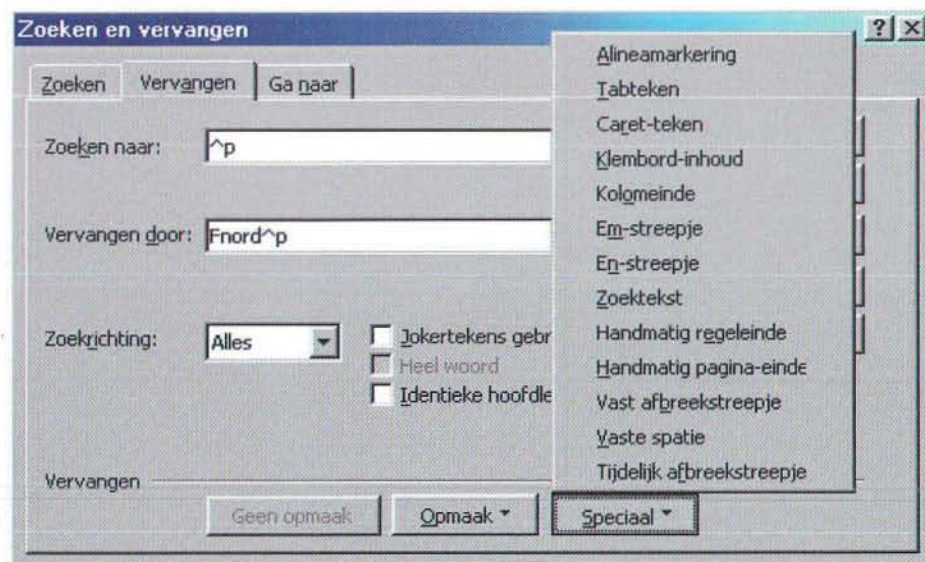 Zoeken en vervangen
? X
Zoeken
Vervangen
Ga naar
Zoeken naar:
^p
Vervangen door:
Fnord^p
Zoekrichting:
Alles
Jokertekens gebr
Heel woord
Identieke hoofdle
Vervangen
Geen opmaak
Opmaak
Speciaal
Alineamarkering
Tabteken
Caret-teken
Klembord-inhoud
Kolomeinde
Em-streepje
En-streepje
Zoektekst
Handmatig regeleinde
Handmatig pagina-einde
Vast afbreekstreepje
Vaste spatie
Tijdelijk afbreekstreepje